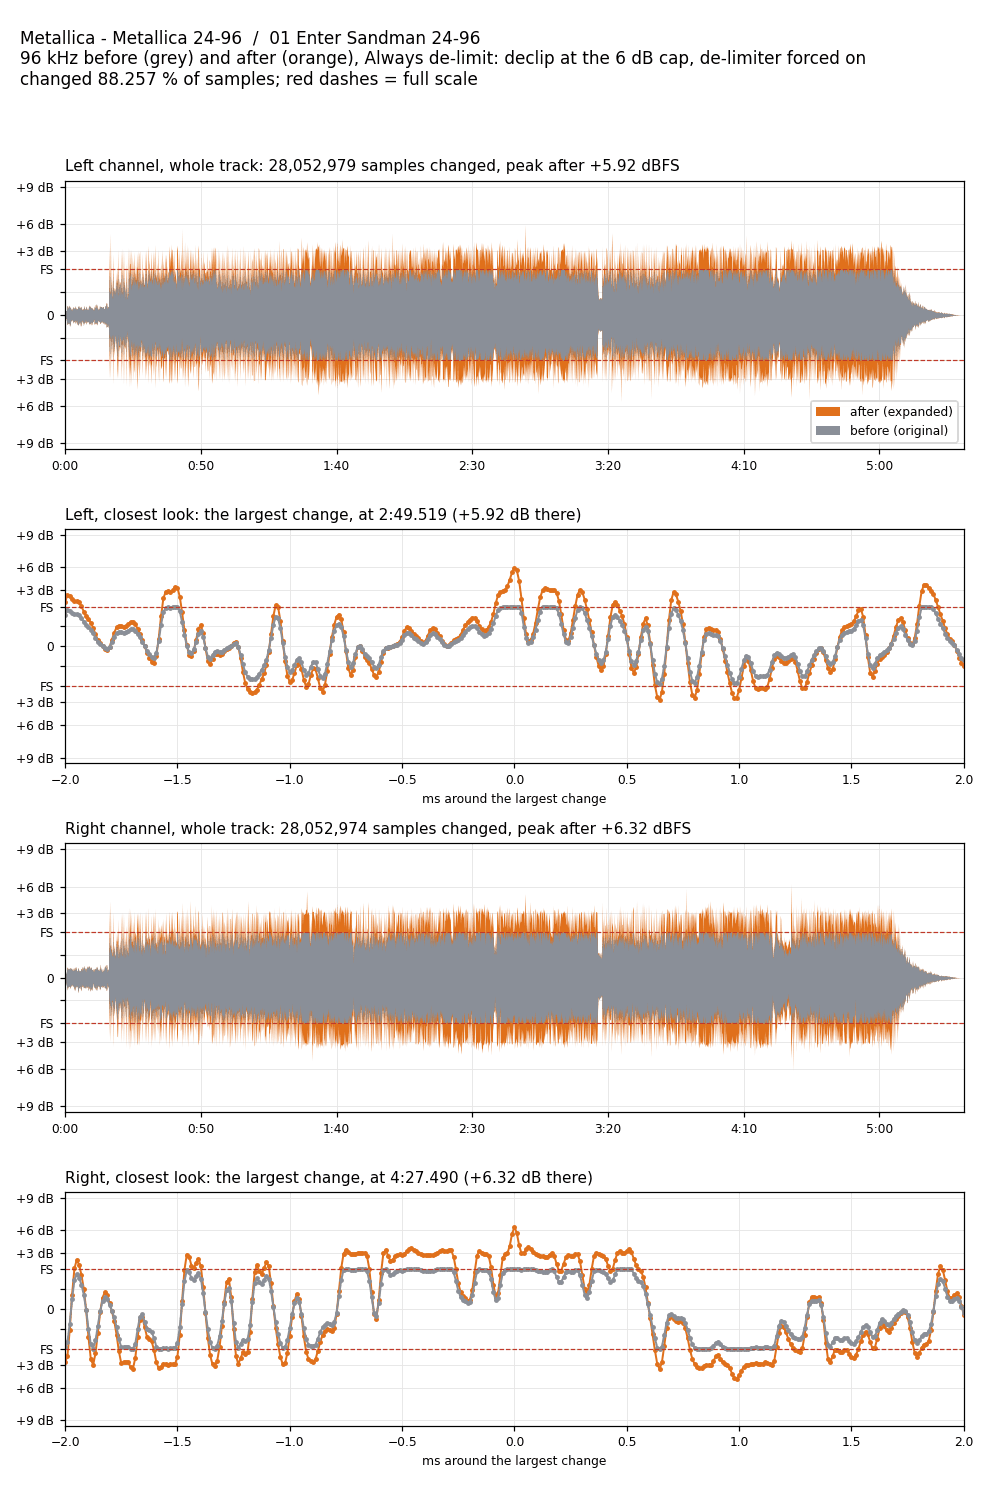 Metallica - Metallica 24-96  /  01 Enter Sandman 24-96
96 kHz before (grey) and after (orange), Always de-limit: declip at the 6 dB cap, de-limiter forced on
changed 88.257 % of samples; red dashes = full scale
Left channel, whole track: 28,052,979 samples changed, peak after +5.92 dBFS
+9 dB
+6 dB
+3 dB
FS
0
FS
+3 dB
+6 dB
+9 dB
after (expanded)
before (original)
0:00 0:50 1:40 2:30 3:20 4:10 5:00
Left, closest look: the largest change, at 2:49.519 (+5.92 dB there)
+9 dB
+6 dB
+3 dB
FS
0
FS
+3 dB
+6 dB
+9 dB
−2.0 −1.5 −1.0 −0.5 0.0 0.5 1.0 1.5 2.0
ms around the largest change
Right channel, whole track: 28,052,974 samples changed, peak after +6.32 dBFS
+9 dB
+6 dB
+3 dB
FS
0
FS
+3 dB
+6 dB
+9 dB
0:00 0:50 1:40 2:30 3:20 4:10 5:00
Right, closest look: the largest change, at 4:27.490 (+6.32 dB there)
+9 dB
+6 dB
+3 dB
FS
0
FS
+3 dB
+6 dB
+9 dB
−2.0 −1.5 −1.0 −0.5 0.0 0.5 1.0 1.5 2.0
ms around the largest change